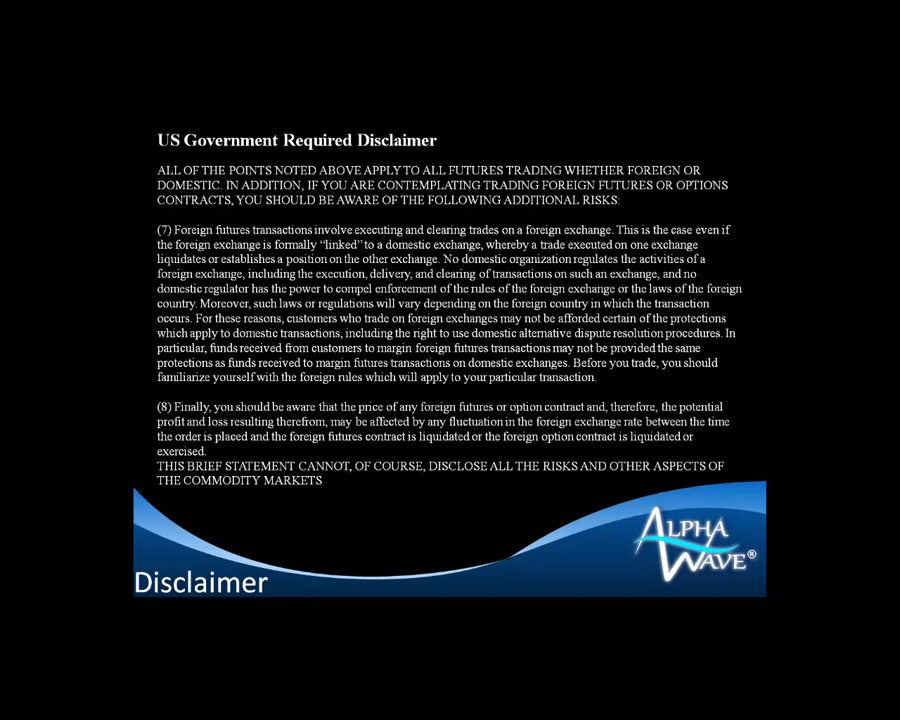 US Government Required Disclaimer
ALL OF THE POINTS NOTED ABOVE APPLY TO ALL FUTURES TRADING WHETHER FOREIGN OR
DOMESTIC. IN ADDITION, IF YOU ARE CONTEMPLATING TRADING FOREIGN FUTURES OR OPTIONS
CONTRACTS, YOU SHOULD BE AWARE OF THE FOLLOWING ADDITIONAL RISKS:
(7) Foreign futures transactions involve executing and clearing trades on a foreign exchange. This is the case even if
the foreign exchange is formally “linked” to a domestic exchange, whereby a trade executed on one exchange
liquidates or establishes a position on the other exchange. No domestic organization regulates the activities of a
foreign exchange, including the execution, delivery, and clearing of transactions on such an exchange, and no
domestic regulator has the power to compel enforcement of the rules of the foreign exchange or the laws of the foreign
country. Moreover, such laws or regulations will vary depending on the foreign country in which the transaction
occurs. For these reasons, customers who trade on foreign exchanges may not be afforded certain of the protections
which apply to domestic transactions, including the right to use domestic alternative dispute resolution procedures. In
particular, funds received from customers to margin foreign futures transactions may not be provided the same
protections as funds received to margin futures transactions on domestic exchanges. Before you trade, you should
familiarize yourself with the foreign rules which will apply to your particular transaction.
(8) Finally, you should be aware that the price of any foreign futures or option contract and, therefore, the potential
profit and loss resulting therefrom, may be affected by any fluctuation in the foreign exchange rate between the time
the order is placed and the foreign futures contract is liquidated or the foreign option contract is liquidated or
exercised.
THIS BRIEF STATEMENT CANNOT, OF COURSE, DISCLOSE ALL THE RISKS AND OTHER ASPECTS OF
THE COMMODITY MARKETS
ALPHA
WAVE®
Disclaimer